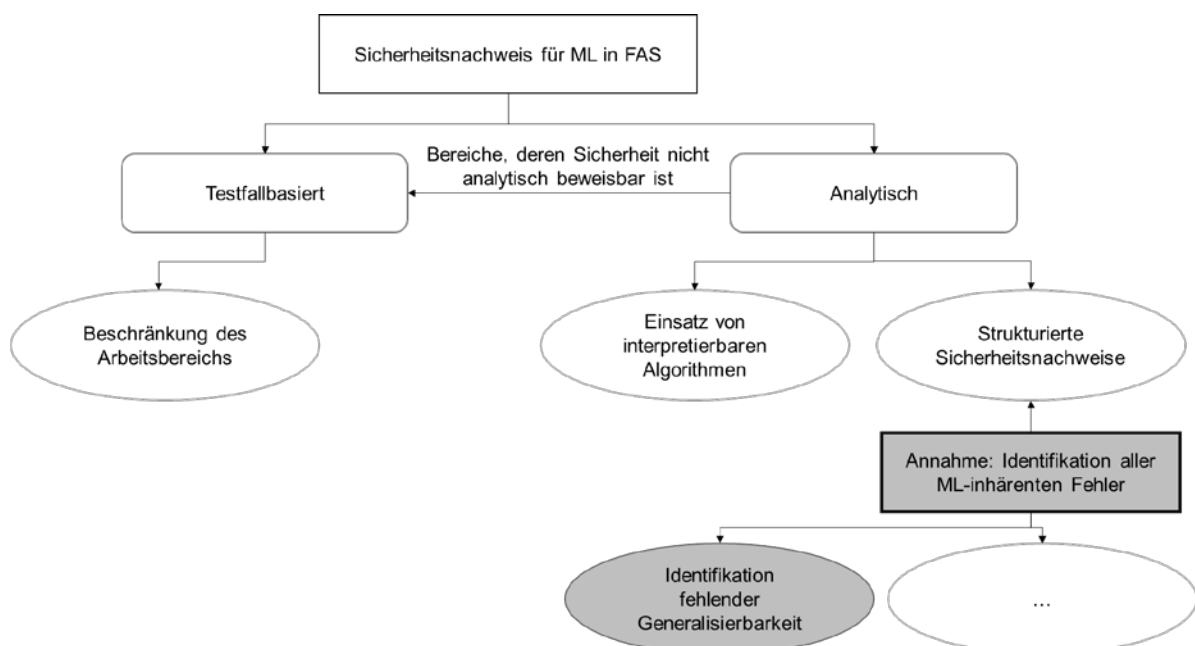 Sicherheitsnachweis für ML in FAS
Bereiche, deren Sicherheit nicht
analytisch beweisbar ist
Testfallbasiert
Analytisch
Beschränkung des
Arbeitsbereichs
Einsatz von
interpretierbaren
Algorithmen
Strukturierte
Sicherheitsnachweise
Annahme: Identifikation aller
ML-inhärenten Fehler
Identifikation
fehlender
Generalisierbarkeit
...